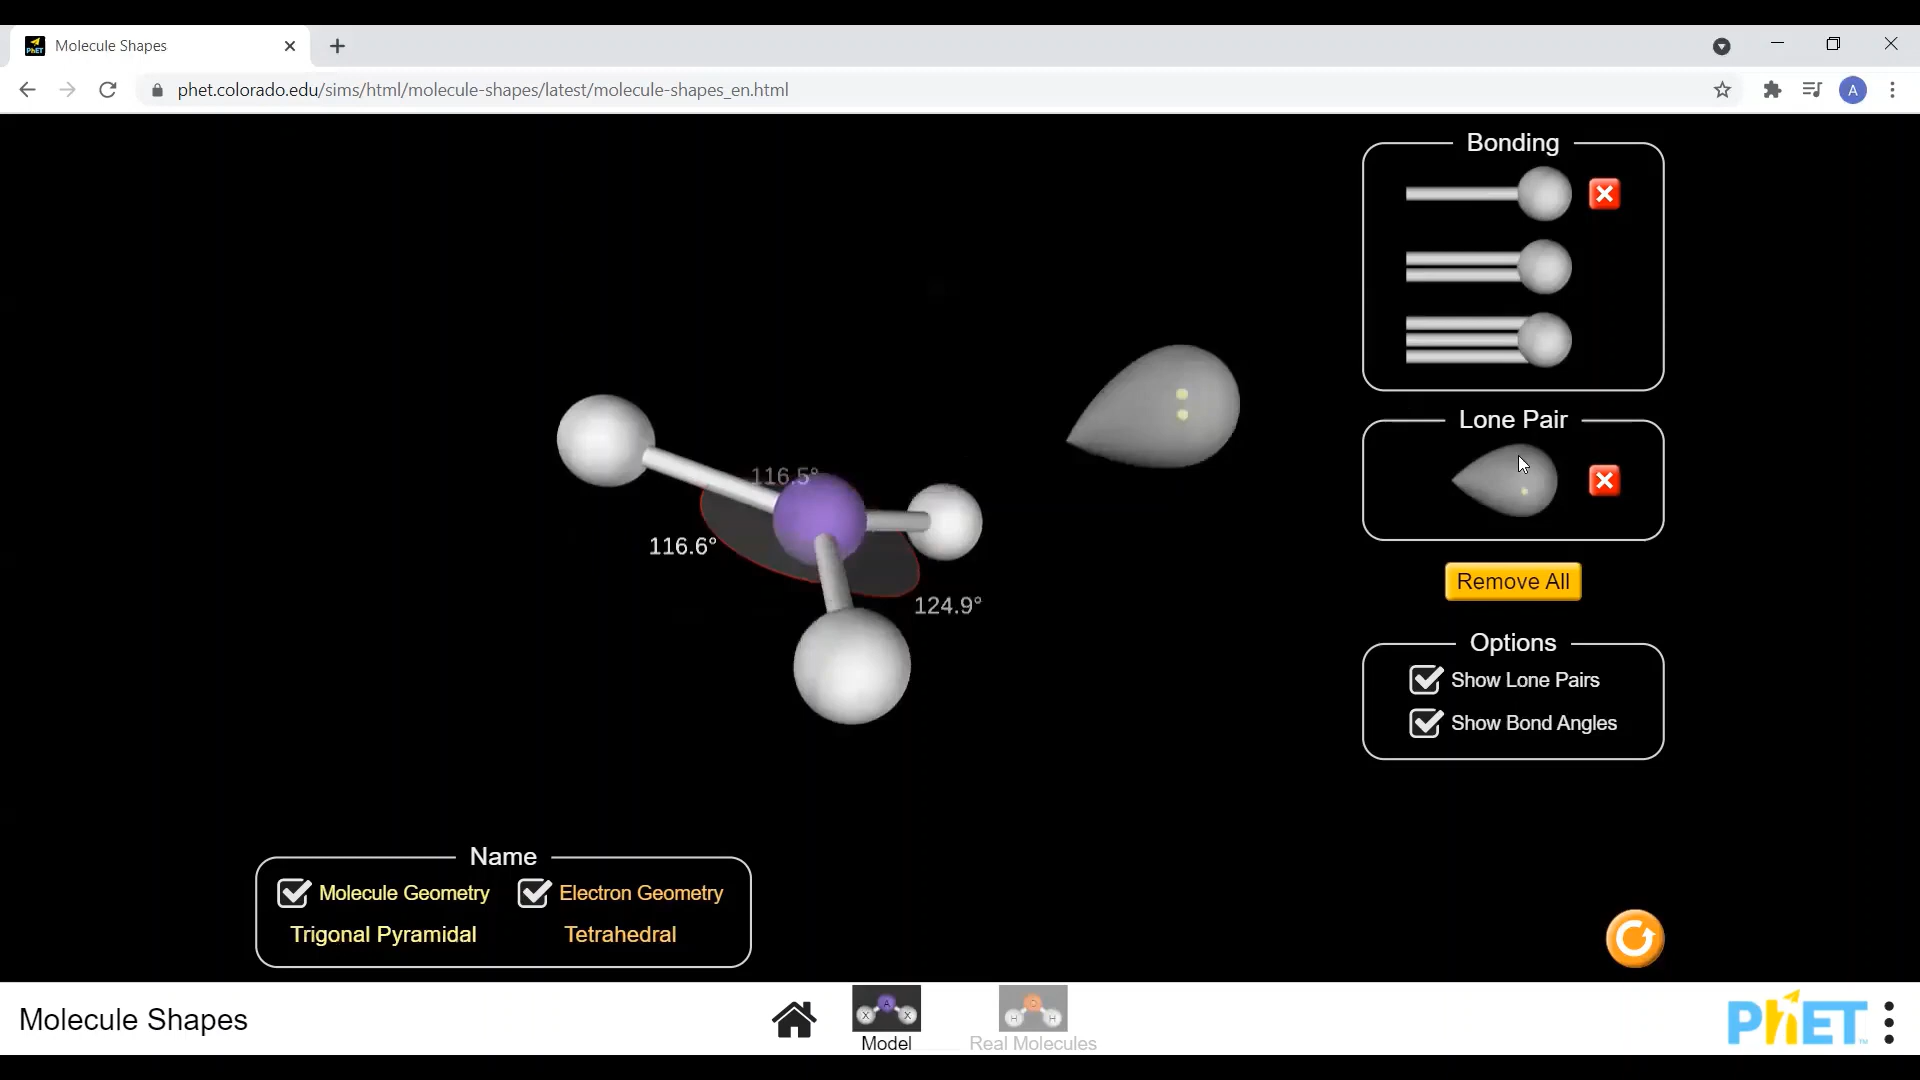 Molecule Shapes
phet.colorado.edu/sims/html/molecule-shapes/latest/molecule-shapes_en.html
A
Bonding
Lone Pair
116.5°
116.6°
124.9°
Remove All
Options
Show Lone Pairs
Show Bond Angles
Name
Molecule Geometry Electron Geometry
Trigonal Pyramidal Tetrahedral
Molecule Shapes
A
X X
Model
H H
Real Molecules
PhET